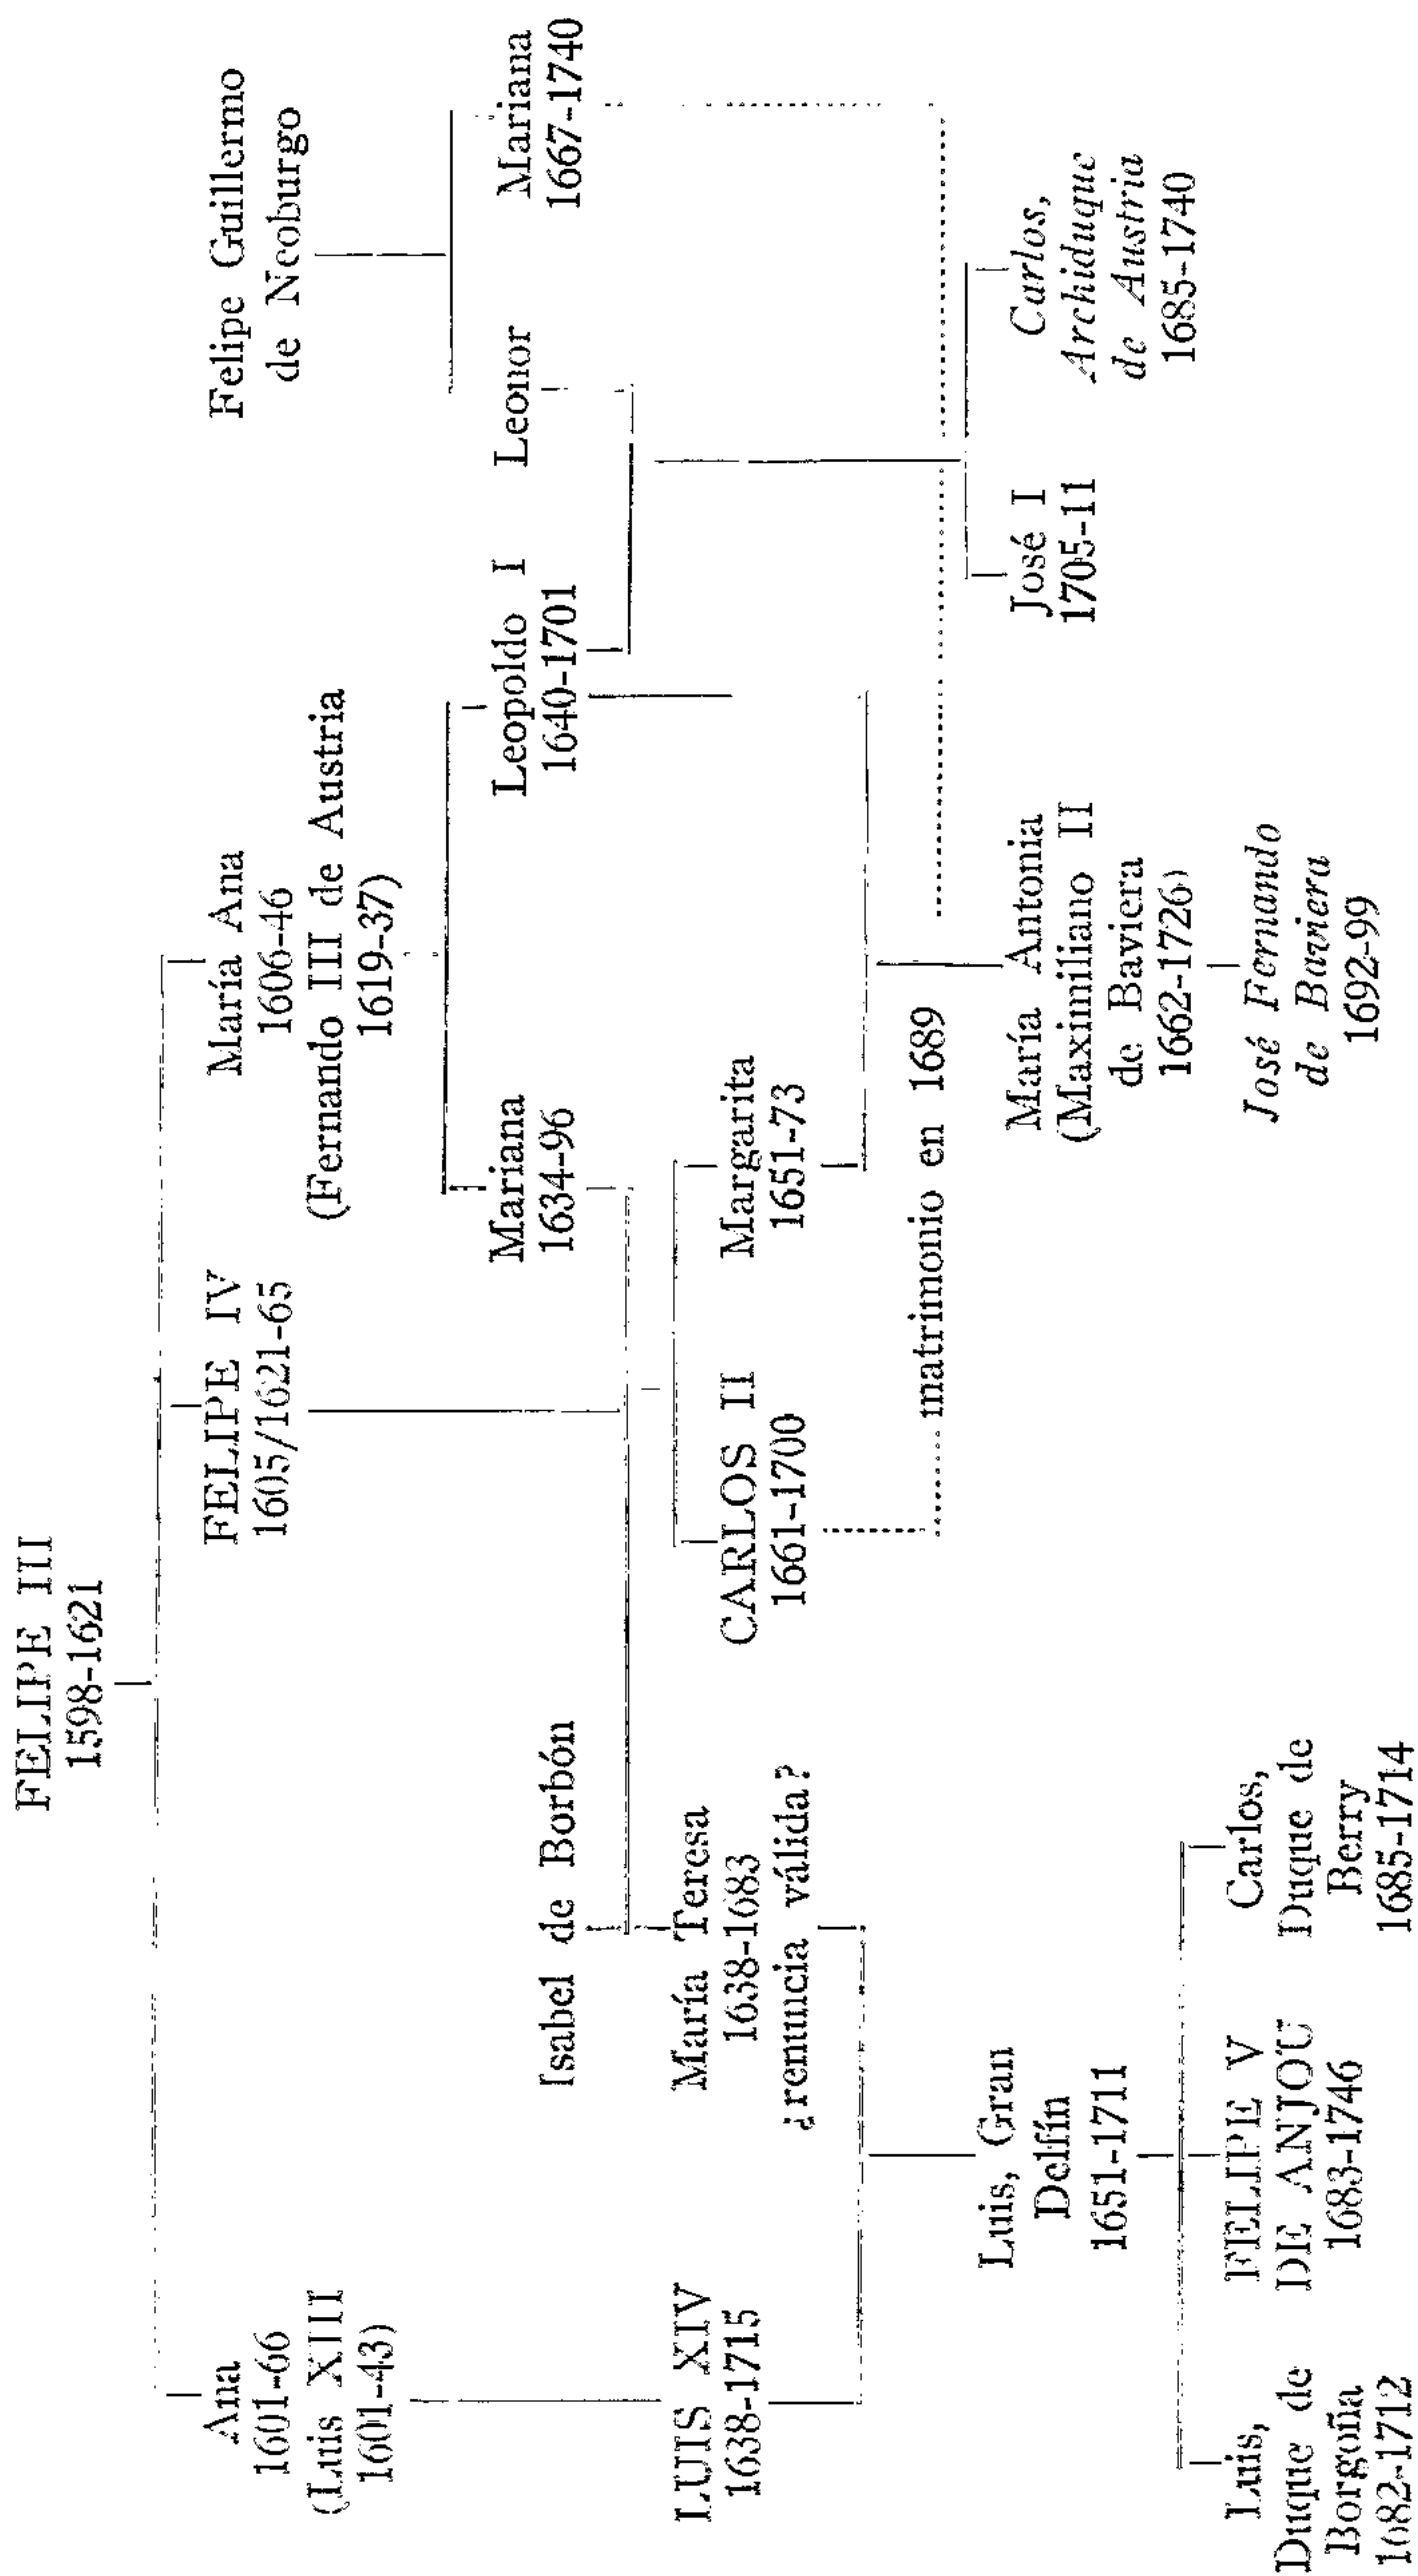 FELIPE III
1598-1621
Ana
1601-66
(Luis XIII
1601-43)
FELIPE IV
1605/1621-65
María Ana
1606-46
(Fernando III de Austria
1619-37)
Felipe Guillermo
de Neoburgo
Isabel de Borbón
Mariana
1634-96
Leopoldo I
1640-1701
Leonor
Mariana
1667-1740
LUIS XIV
1638-1715
María Teresa
1638-1683
¿renuncia válida?
CARLOS II
1661-1700
Margarita
1651-73
matrimonio en 1689
Luis, Gran
Delfín
1651-1711
María Antonia
(Maximiliano II
de Baviera
1662-1726)
José I
1705-11
Carlos,
Archiduque
de Austria
1685-1740
Luis,
Duque de
Borgoña
1682-1712
FELIPE V
DE ANJOU
1683-1746
Carlos,
Duque de
Berry
1685-1714
José Fernando
de Baviera
1692-99